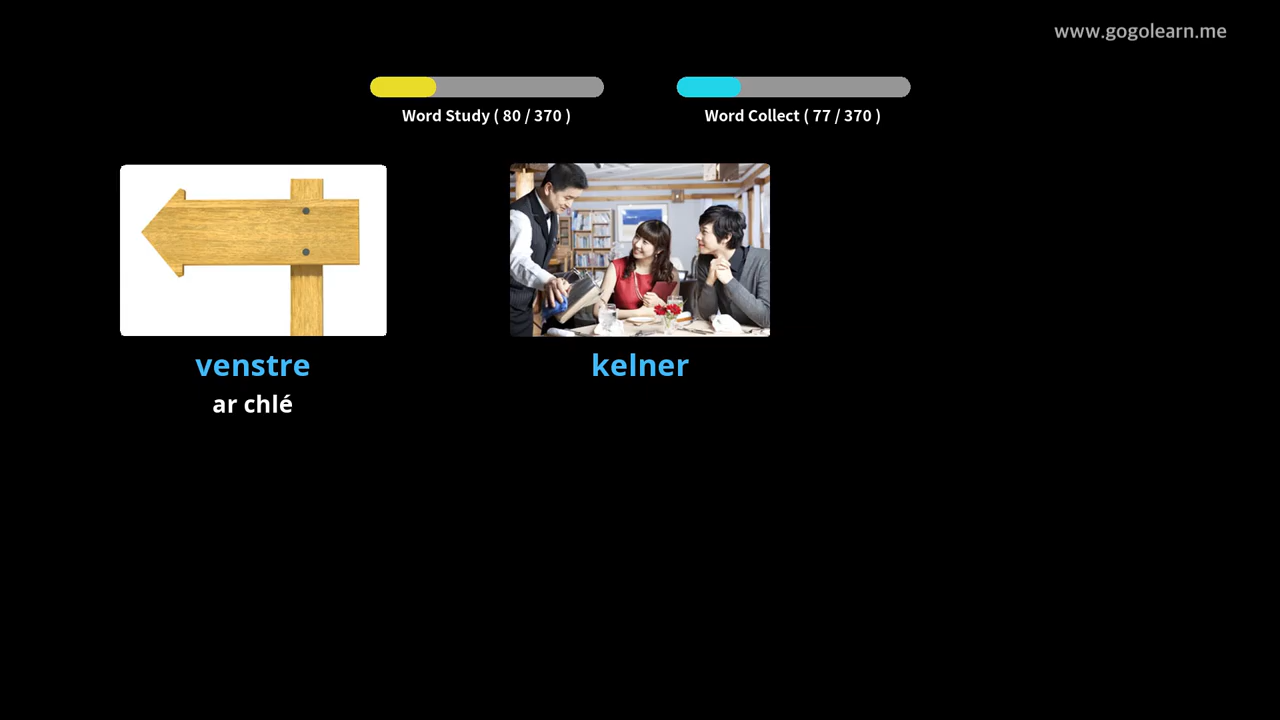 www.gogolearn.me
Word Study ( 80 / 370 )
Word Collect ( 77 / 370 )
venstre
ar chlé
kelner